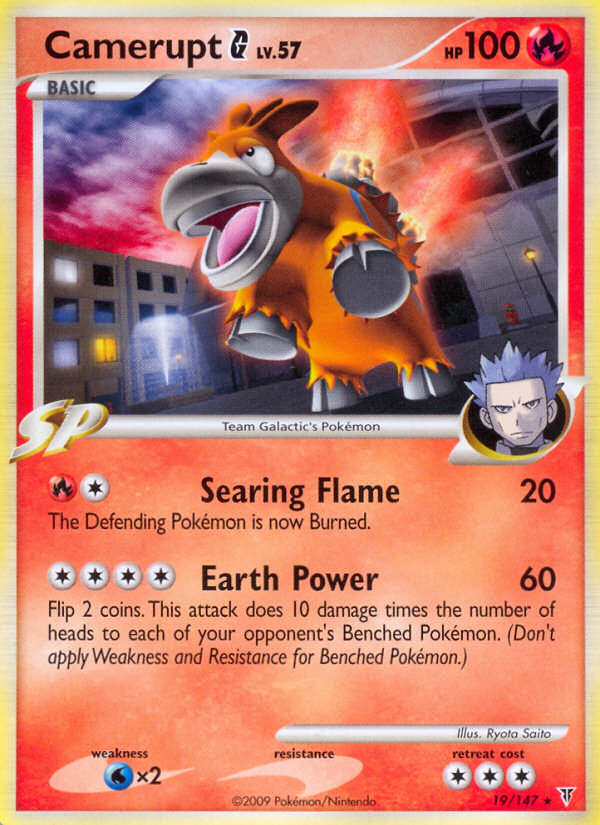 Camerupt G LV.57 HP 100
BASIC
SP
Team Galactic's Pokémon
Searing Flame 20
The Defending Pokémon is now Burned.
Earth Power 60
Flip 2 coins. This attack does 10 damage times the number of
heads to each of your opponent's Benched Pokémon. (Don't
apply Weakness and Resistance for Benched Pokémon.)
Illus. Ryota Saito
weakness resistance retreat cost
×2
19/147 ★
©2009 Pokémon/Nintendo